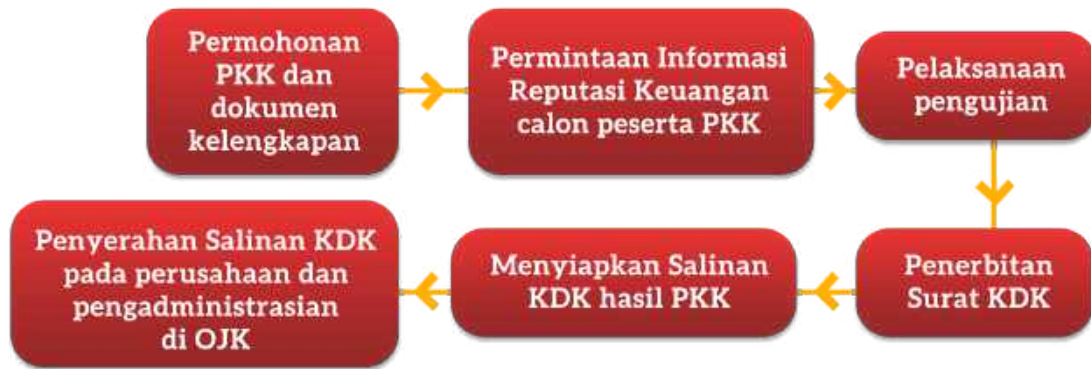 Permohonan
PKK dan
dokumen
kelengkapan
Permintaan Informasi
Reputasi Keuangan
calon peserta PKK
Pelaksanaan
pengujian
Penerbitan
Surat KDK
Menyiapkan Salinan
KDK hasil PKK
Penyerahan Salinan KDK
pada perusahaan dan
pengadministrasian
di OJK